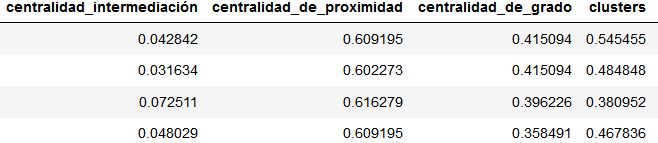 centralidad_intermediación centralidad_de_proximidad centralidad_de_grado clusters
0.042842 0.609195 0.415094 0.545455
0.031634 0.602273 0.415094 0.484848
0.072511 0.616279 0.396226 0.380952
0.048029 0.609195 0.358491 0.467836